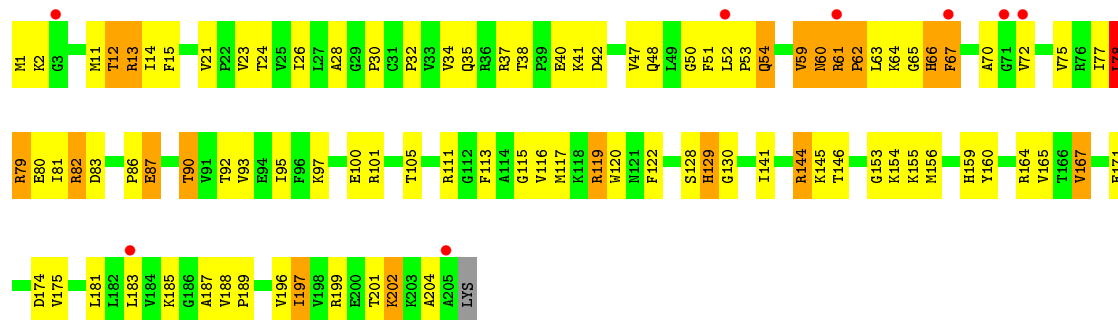 M1 K2 G3 M11 T12 R13 I14 F15 V21 P22 V23 T24 V25 I26 L27 A28 G29 P30 C31 P32 V33 V34 Q35 R36 R37 T38 P39 E40 K41 D42 V47 Q48 L49 G50 F51 L52 P53 Q54 V59 N60 R61 P62 L63 K64 G65 H66 F67 A70 G71 V72 V75 R76 I77 L78
R79 E80 I81 R82 D83 P86 E87 T90 V91 T92 V93 E94 I95 F96 K97 E100 R101 T105 R111 G112 F113 A114 G115 V116 M117 K118 R119 W120 N121 F122 S128 H129 G130 I141 R144 K145 T146 G153 R154 K155 M156 H159 Y160 R164 V165 T166 V167 E171
D174 V175 L181 L182 L183 V184 K185 G186 A187 V188 P189 V196 I197 V198 R199 E200 T201 K202 K203 A204 A205 LYS